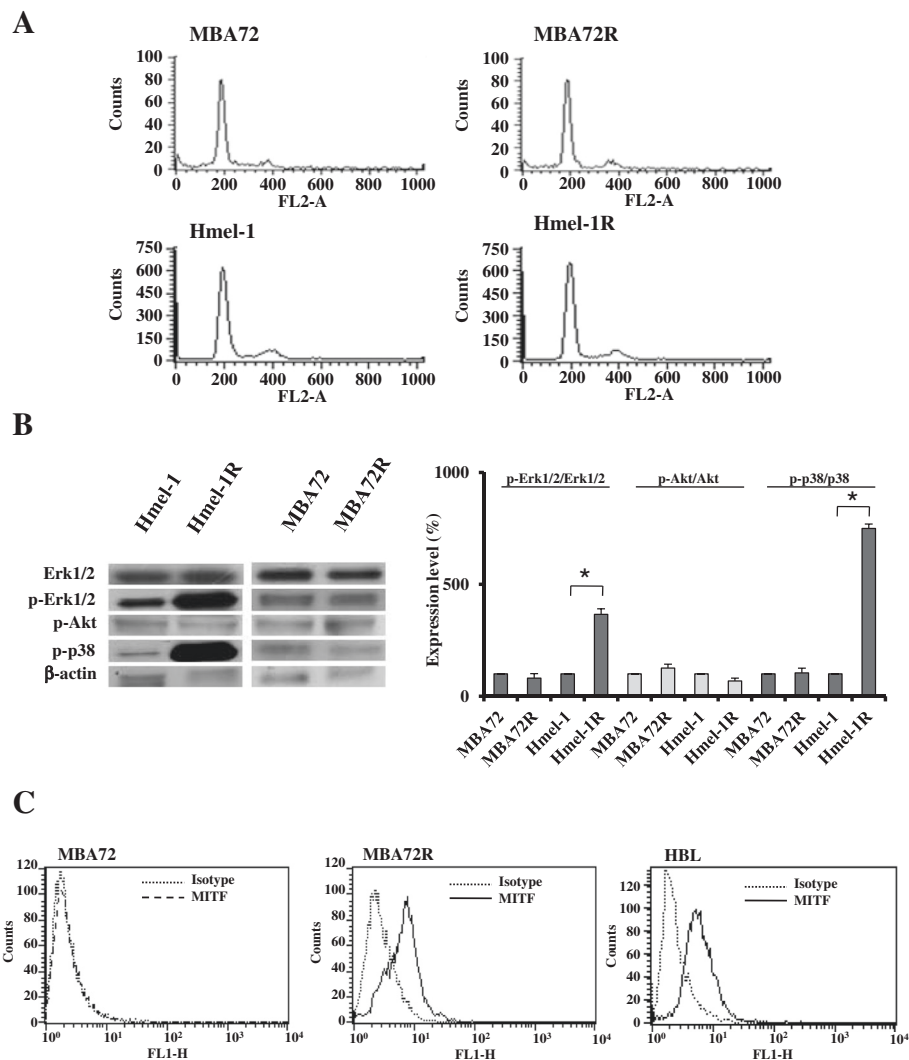 A
MBA72
100
80
60
40
20
0
Counts
0 200 400 600 800 1000
FL2-A
MBA72R
100
80
60
40
20
0
Counts
0 200 400 600 800 1000
FL2-A
Hmel-1
750
600
450
300
150
0
Counts
0 200 400 600 800 1000
FL2-A
Hmel-1R
750
600
450
300
150
0
Counts
0 200 400 600 800 1000
FL2-A
B
Hmel-1 Hmel-1R MBA72 MBA72R
Erk1/2
p-Erk1/2
p-Akt
p-p38
β-actin
1000
500
0
Expression level (%)
p-Erk1/2/Erk1/2 p-Akt/Akt p-p38/p38
* *
MBA72 MBA72R Hmel-1 Hmel-1R MBA72 MBA72R Hmel-1 Hmel-1R MBA72 MBA72R Hmel-1 Hmel-1R
C
MBA72
120
100
80
60
40
20
0
Counts
Isotype
MITF
10⁰ 10¹ 10² 10³ 10⁴
FL1-H
MBA72R
120
100
80
60
40
20
0
Counts
Isotype
MITF
10⁰ 10¹ 10² 10³ 10⁴
FL1-H
HBL
120
100
80
60
40
20
0
Counts
Isotype
MITF
10⁰ 10¹ 10² 10³ 10⁴
FL1-H